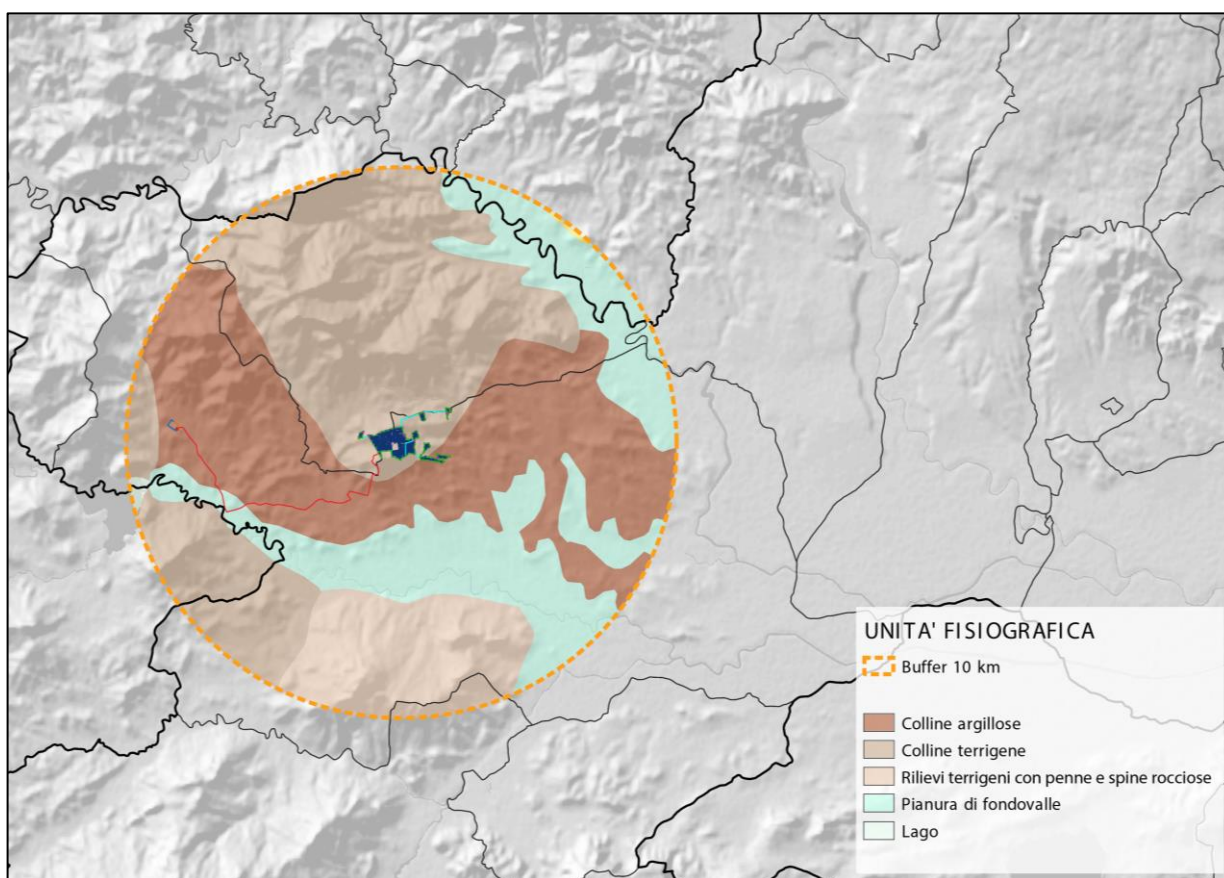 UNITA' FISIOGRAFICA
Buffer 10 km
Colline argillose
Colline terrigene
Rilievi terrigeni con penne e spine rocciose
Pianura di fondovalle
Lago